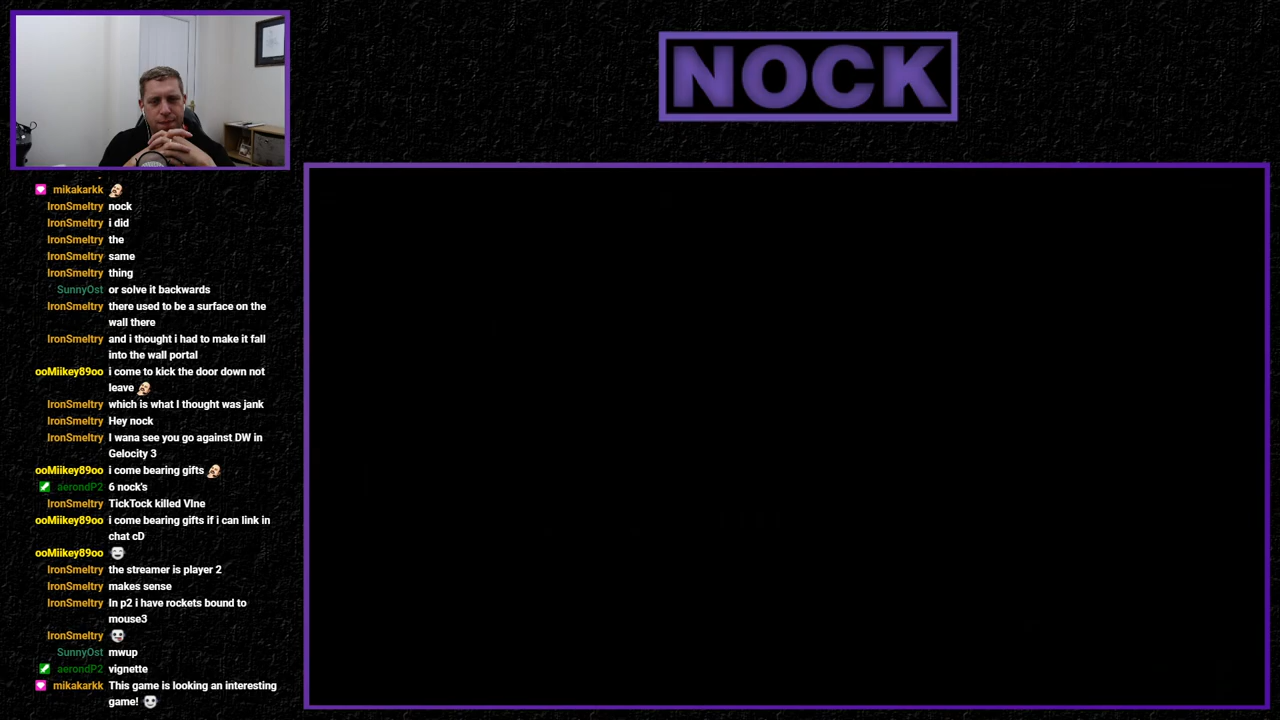 NOCK
mikakarkk
IronSmeltry nock
IronSmeltry i did
IronSmeltry the
IronSmeltry same
IronSmeltry thing
SunnyOst or solve it backwards
IronSmeltry there used to be a surface on the
wall there
IronSmeltry and i thought i had to make it fall
into the wall portal
ooMiikey89oo i come to kick the door down not
leave
IronSmeltry which is what I thought was jank
IronSmeltry Hey nock
IronSmeltry I wana see you go against DW in
Gelocity 3
ooMiikey89oo i come bearing gifts
aerondP2 6 nock's
IronSmeltry TickTock killed VIne
ooMiikey89oo i come bearing gifts if i can link in
chat cD
ooMiikey89oo
IronSmeltry the streamer is player 2
IronSmeltry makes sense
IronSmeltry In p2 i have rockets bound to
mouse3
IronSmeltry
SunnyOst mwup
aerondP2 vignette
mikakarkk This game is looking an interesting
game!